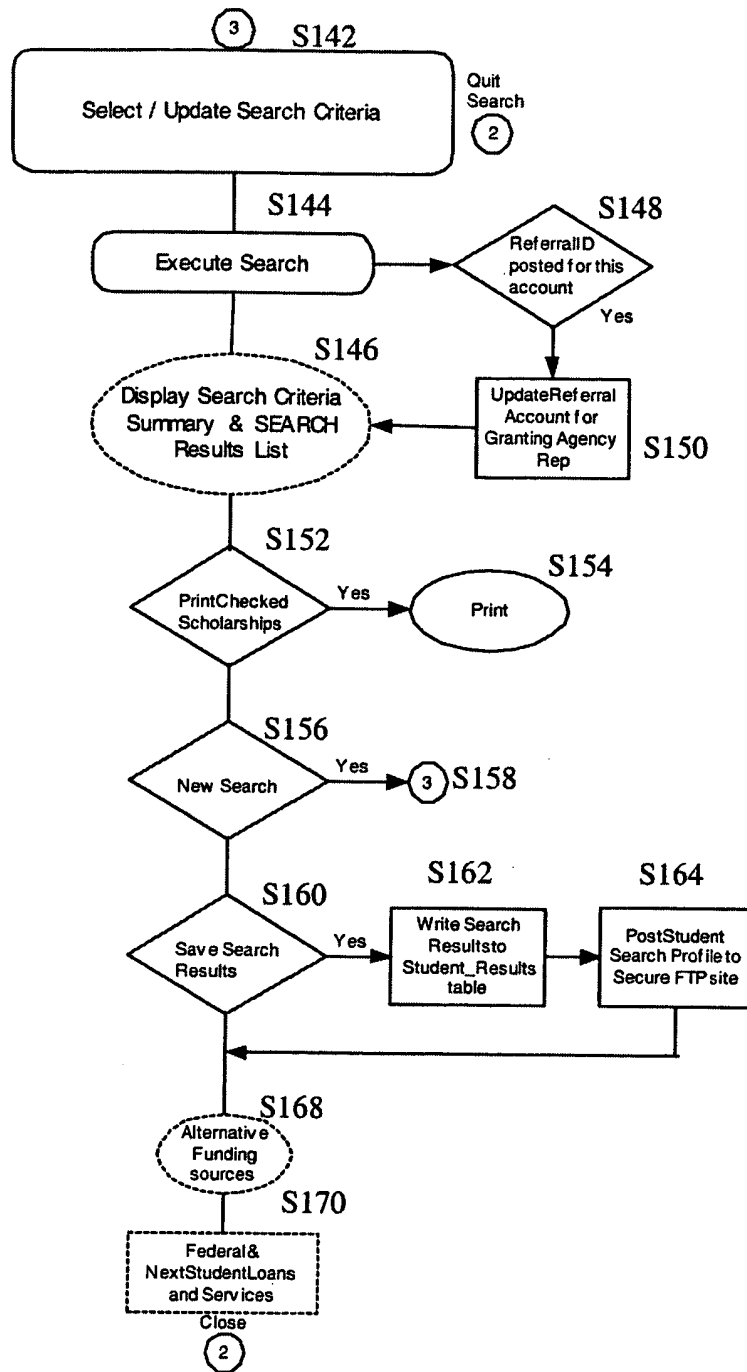 3
S142
Select / Update Search Criteria
Quit
Search
2
S144
S148
Execute Search
ReferralID
posted for this
account
Yes
S146
Display Search Criteria
Summary & SEARCH
Results List
UpdateReferral
Account for
Granting Agency
Rep
S150
S152
S154
PrintChecked
Scholarships
Yes
Print
S156
New Search
Yes
3
S158
S160
S162
S164
Save Search
Results
Yes
Write Search
Resultsto
Student_Results
table
PostStudent
Search Profile to
Secure FTP site
S168
Alternative
Funding
sources
S170
Federal&
NextStudentLoans
and Services
Close
2